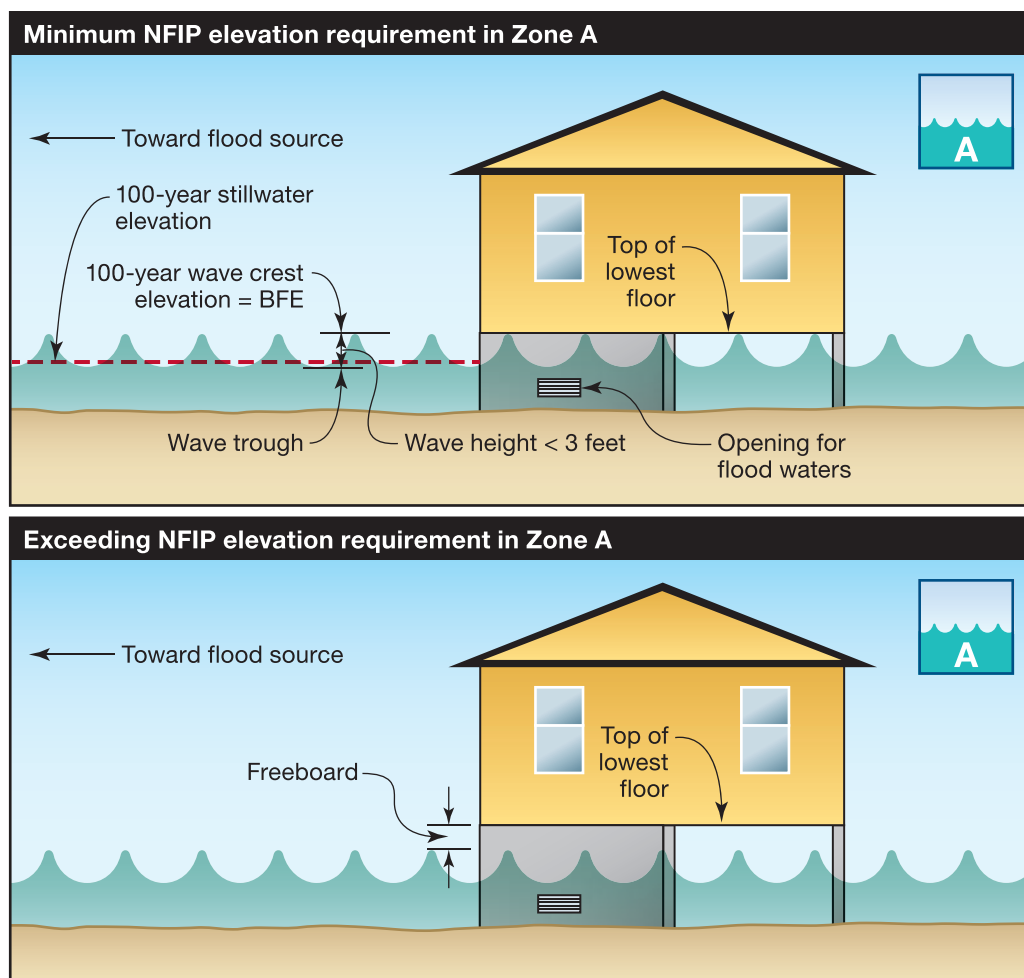 Minimum NFIP elevation requirement in Zone A
A
Toward flood source
100-year stillwater
elevation
100-year wave crest
elevation = BFE
Top of
lowest
floor
Wave trough
Wave height < 3 feet
Opening for
flood waters
Exceeding NFIP elevation requirement in Zone A
A
Toward flood source
Top of
lowest
floor
Freeboard